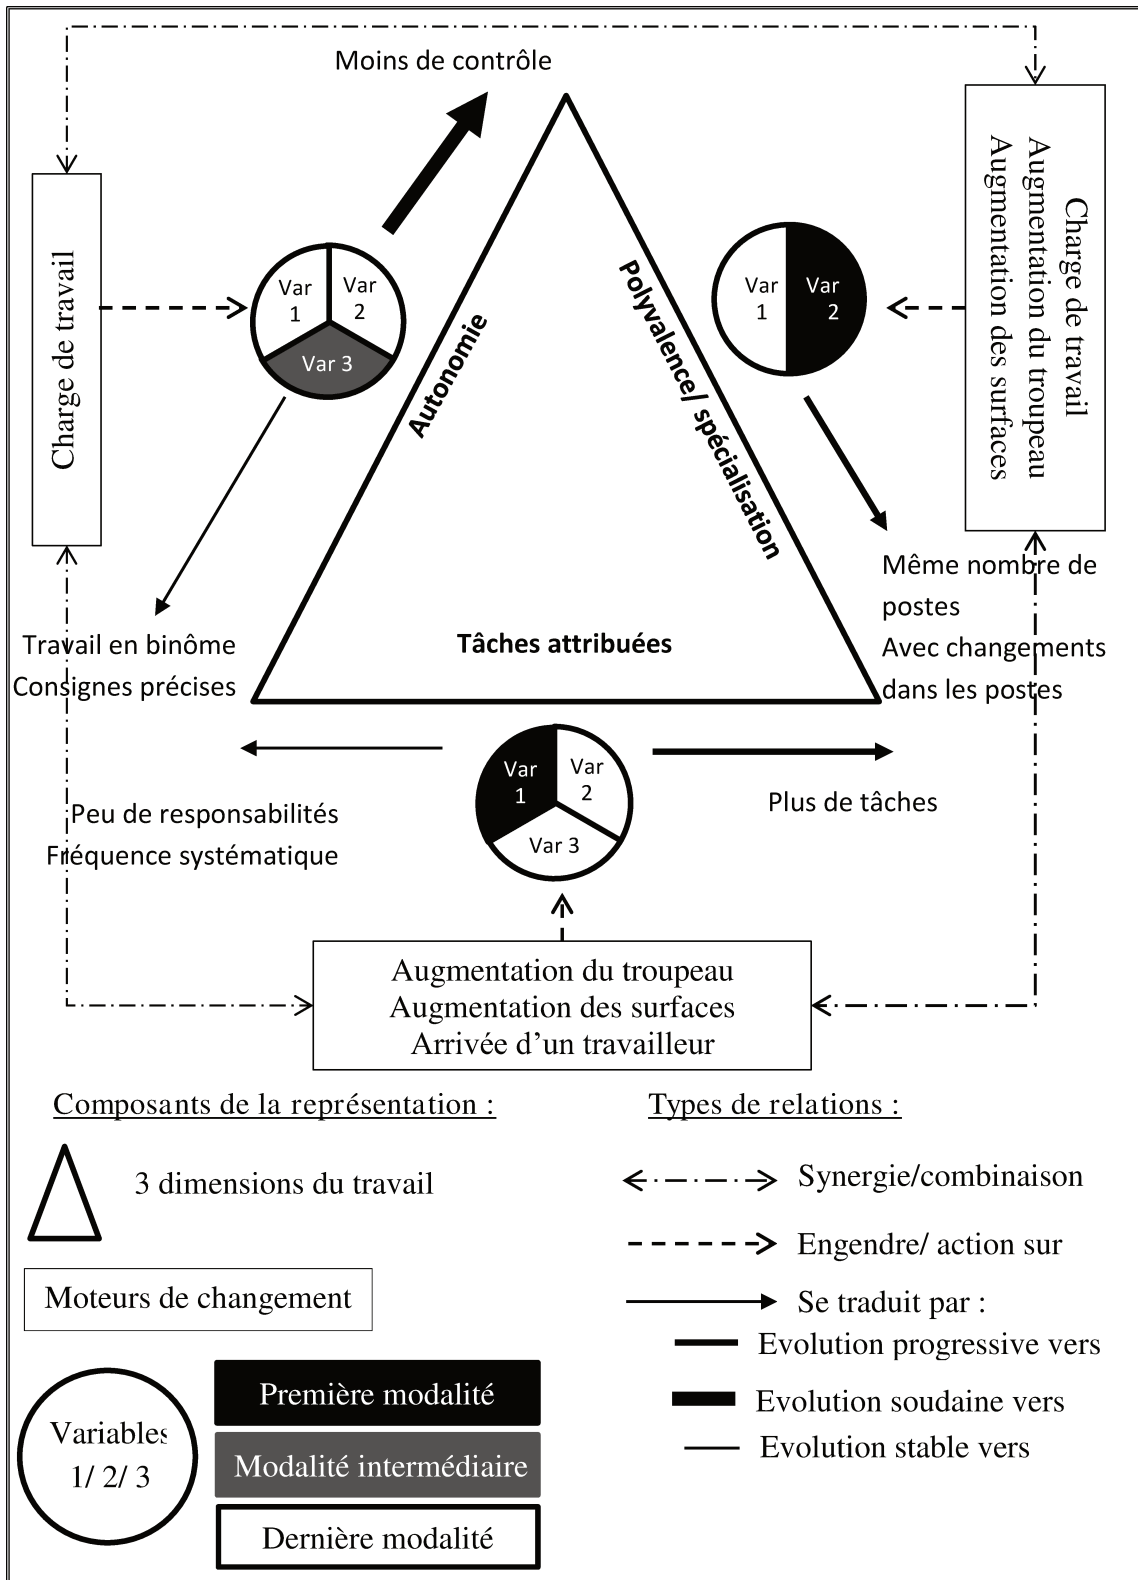 Moins de contrôle
Charge de travail
Var
1
Var
2
Var 3
Autonomie
Polyvalence/ spécialisation
Var
1
Var
2
Charge de travail
Augmentation du troupeau
Augmentation des surfaces
Travail en binôme
Consignes précises
Tâches attribuées
Même nombre de
postes
Avec changements
dans les postes
Peu de responsabilités
Fréquence systématique
Var
1
Var
2
Var 3
Plus de tâches
Augmentation du troupeau
Augmentation des surfaces
Arrivée d’un travailleur
Composants de la représentation :
3 dimensions du travail
Moteurs de changement
Variables
1/ 2/ 3
Première modalité
Modalité intermédiaire
Dernière modalité
Types de relations :
Synergie/combinaison
Engendre/ action sur
Se traduit par :
Evolution progressive vers
Evolution soudaine vers
Evolution stable vers